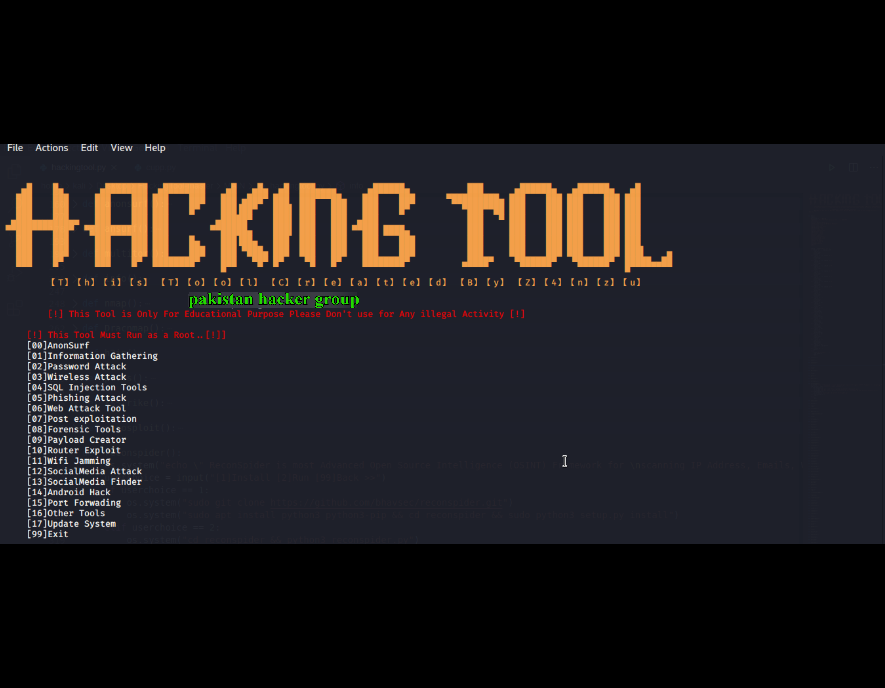 File Actions Edit View Help
HACKING TOOL
[T][h][i][s] [T][o][o][l] [C][r][e][a][t][e][d] [B][y] [Z][4][n][z][u]
pakistan hacker group
[!] This Tool is Only For Educational Purpose Please Don't use for Any illegal Activity [!]
[!] This Tool Must Run as a Root..[!]]
[00]AnonSurf
[01]Information Gathering
[02]Password Attack
[03]Wireless Attack
[04]SQL Injection Tools
[05]Phishing Attack
[06]Web Attack Tool
[07]Post exploitation
[08]Forensic Tools
[09]Payload Creator
[10]Router Exploit
[11]Wifi Jamming
[12]SocialMedia Attack
[13]SocialMedia Finder
[14]Android Hack
[15]Port Forwading
[16]Other Tools
[17]Update System
[99]Exit